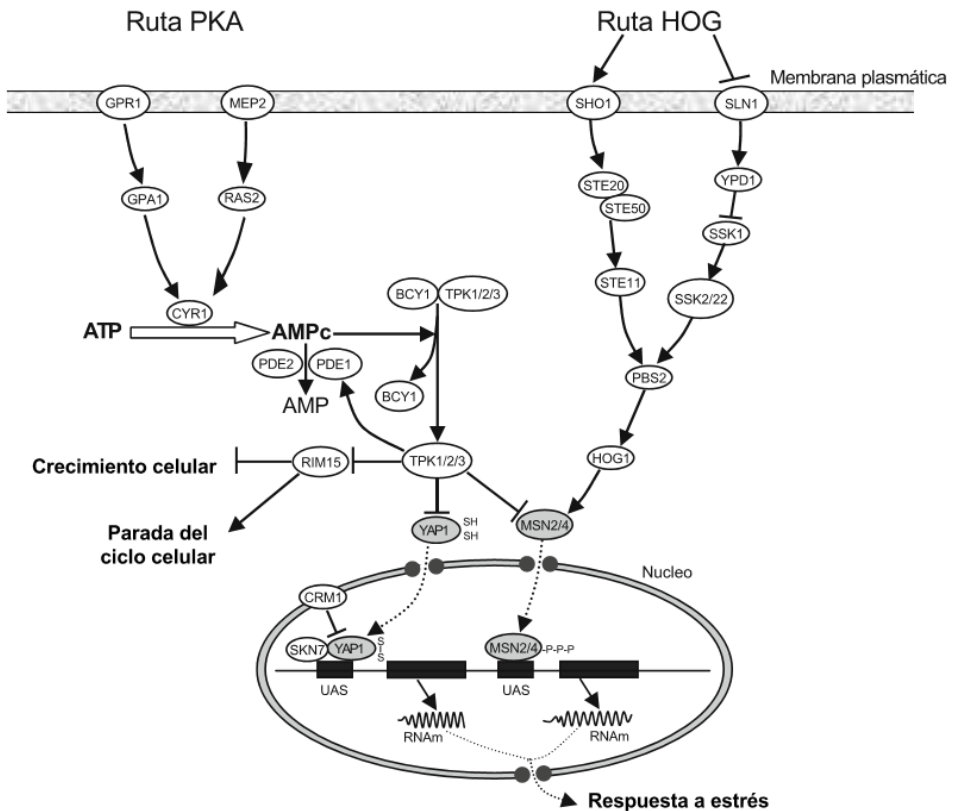 Ruta PKA
Ruta HOG
Membrana plasmática
GPR1
MEP2
SHO1
SLN1
GPA1
RAS2
STE20
STE50
YPD1
SSK1
CYR1
STE11
SSK2/22
BCY1
TPK1/2/3
ATP
AMPc
PDE2
PDE1
BCY1
AMP
PBS2
Crecimiento celular
RIM15
TPK1/2/3
HOG1
Parada del
ciclo celular
YAP1
SH
SH
MSN2/4
Nucleo
CRM1
SKN7
YAP1
S
S
MSN2/4
-P-P-P
UAS
UAS
RNAm
RNAm
Respuesta a estrés